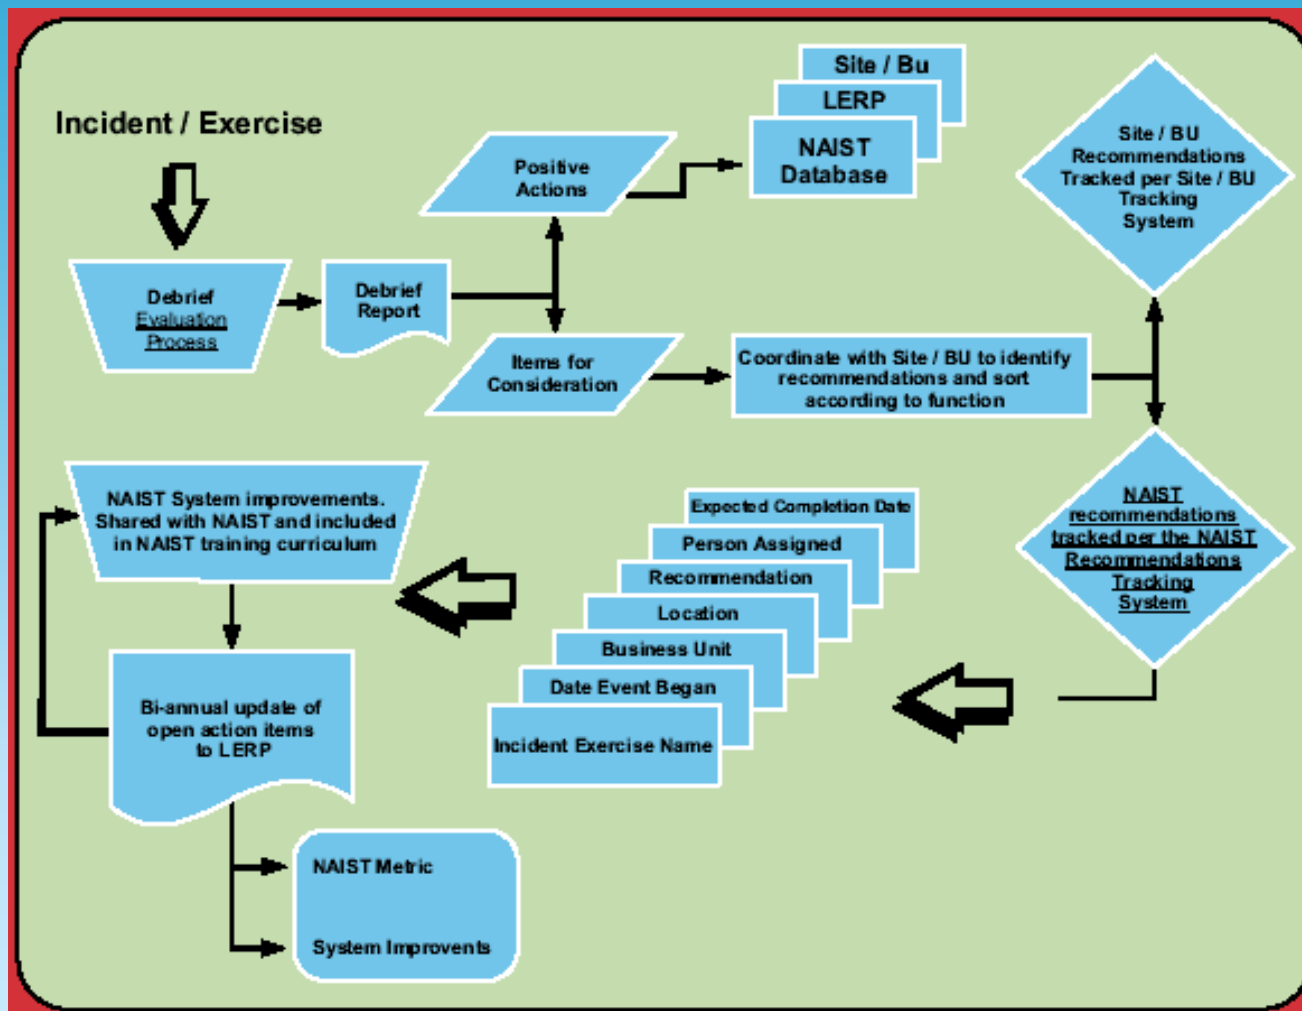 Incident / Exercise
Site / Bu
LERP
NAIST
Database
Positive
Actions
Site / BU
Recommendations
Tracked per Site / BU
Tracking
System
Debrief
Evaluation
Process
Debrief
Report
Items for
Consideration
Coordinate with Site / BU to identify
recommendations and sort
according to function
NAIST
recommendations
tracked per the NAIST
Recommendations
Tracking
System
Expected Completion Date
Person Assigned
Recommendation
Location
Business Unit
Date Event Began
Incident Exercise Name
NAIST System improvements.
Shared with NAIST and included
in NAIST training curriculum
Bi-annual update of
open action items
to LERP
NAIST Metric
System Improvents